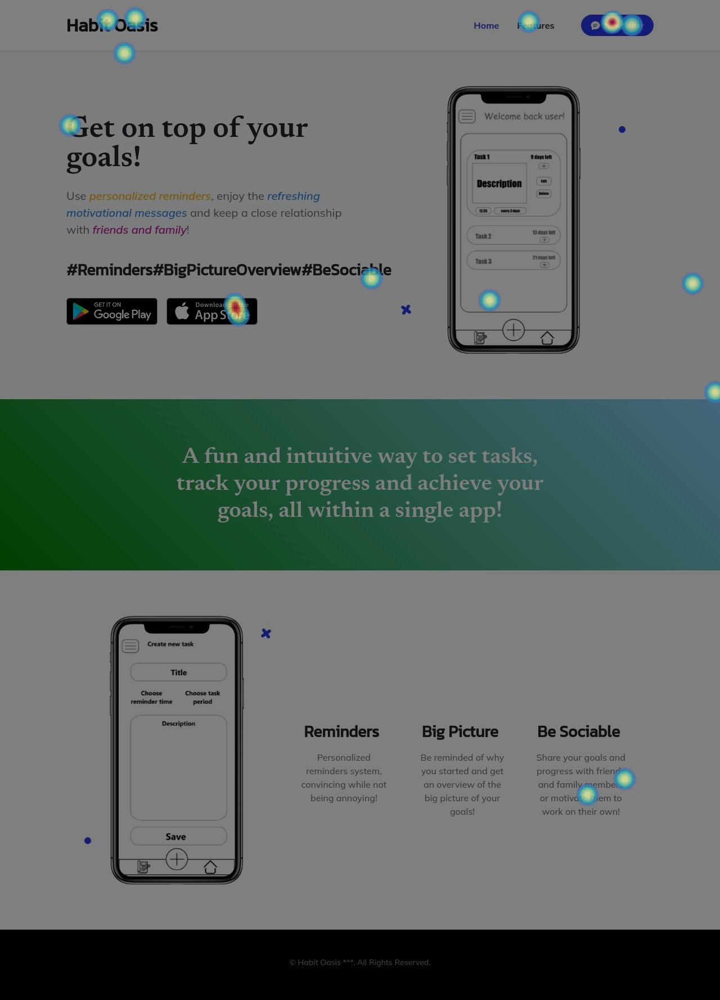 Habit Oasis
Home
Features
Newsletter
Get on top of your
goals!
Use personalized reminders, enjoy the refreshing
motivational messages and keep a close relationship
with friends and family!
#Reminders#BigPictureOverview#BeSociable
GET IT ON
Google Play
Download on the
App Store
Welcome back user!
Task 1
9 days left
Description
Edit
Delete
12:35
every 3 days
Task 2
13 days left
Task 3
21 days left
A fun and intuitive way to set tasks,
track your progress and achieve your
goals, all within a single app!
Create new task
Title
Choose
reminder time
Choose task
period
Description
Save
Reminders
Personalized
reminders system,
convincing while not
being annoying!
Big Picture
Be reminded of why
you started and get
an overview of the
big picture of your
goals!
Be Sociable
Share your goals and
progress with friends
and family members
or motivate them to
work on their own!
© Habit Oasis ***. All Rights Reserved.